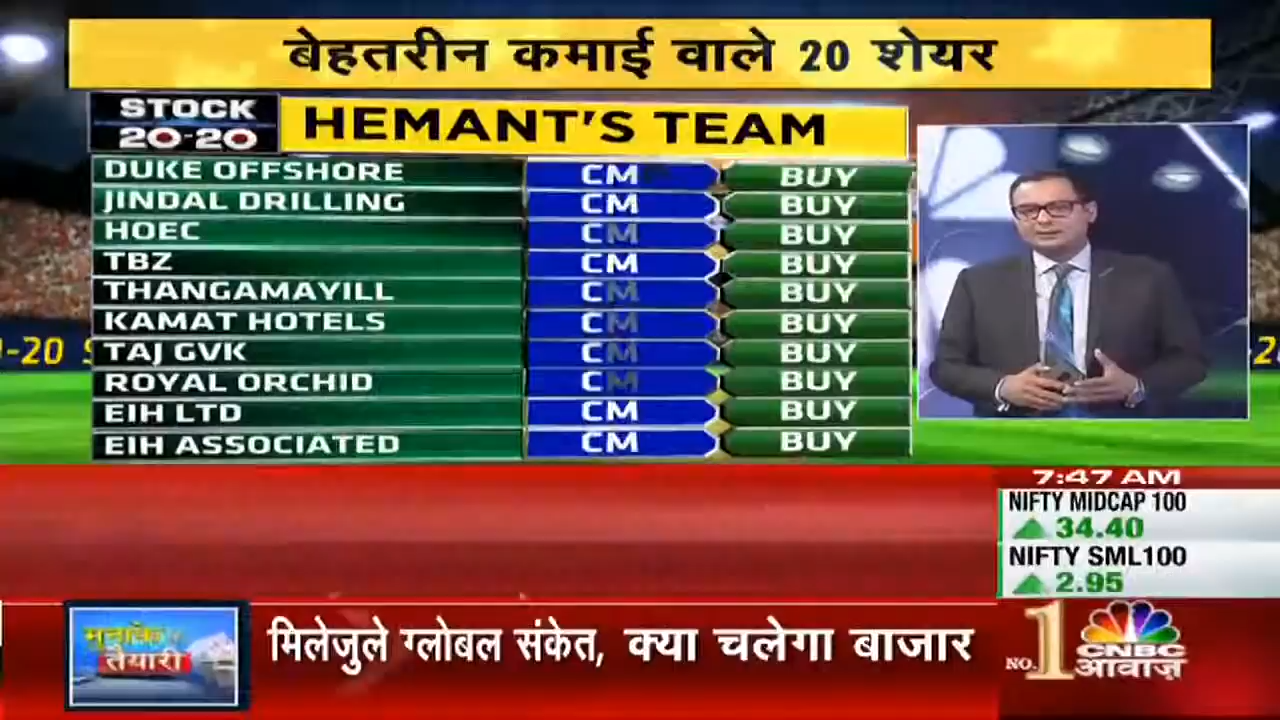 बेहतरीन कमाई वाले 20 शेयर
STOCK
20-20
HEMANT'S TEAM
DUKE OFFSHORE CM BUY
JINDAL DRILLING CM BUY
HOEC CM BUY
TBZ CM BUY
THANGAMAYILL CM BUY
KAMAT HOTELS CM BUY
TAJ GVK CM BUY
ROYAL ORCHID CM BUY
EIH LTD CM BUY
EIH ASSOCIATED CM BUY
-20
7:47 AM
NIFTY MIDCAP 100
34.40
NIFTY SML100
2.95
तैयारी
मिलेजुले ग्लोबल संकेत, क्या चलेगा बाजार
NO.1
CNBC
आवाज़